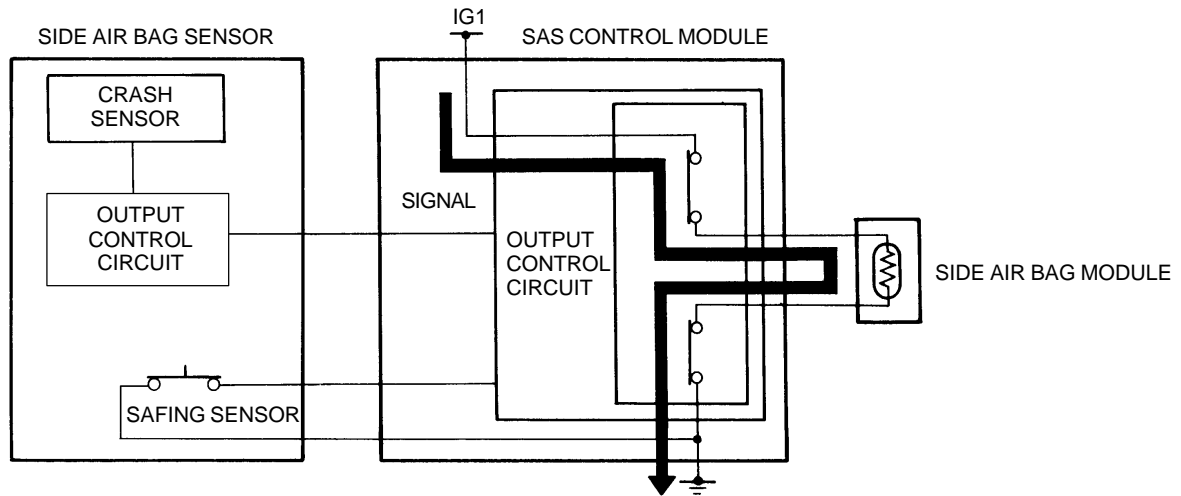 IG1
SIDE AIR BAG SENSOR
SAS CONTROL MODULE
CRASH
SENSOR
OUTPUT
CONTROL
CIRCUIT
SIGNAL
OUTPUT
CONTROL
CIRCUIT
SIDE AIR BAG MODULE
SAFING SENSOR